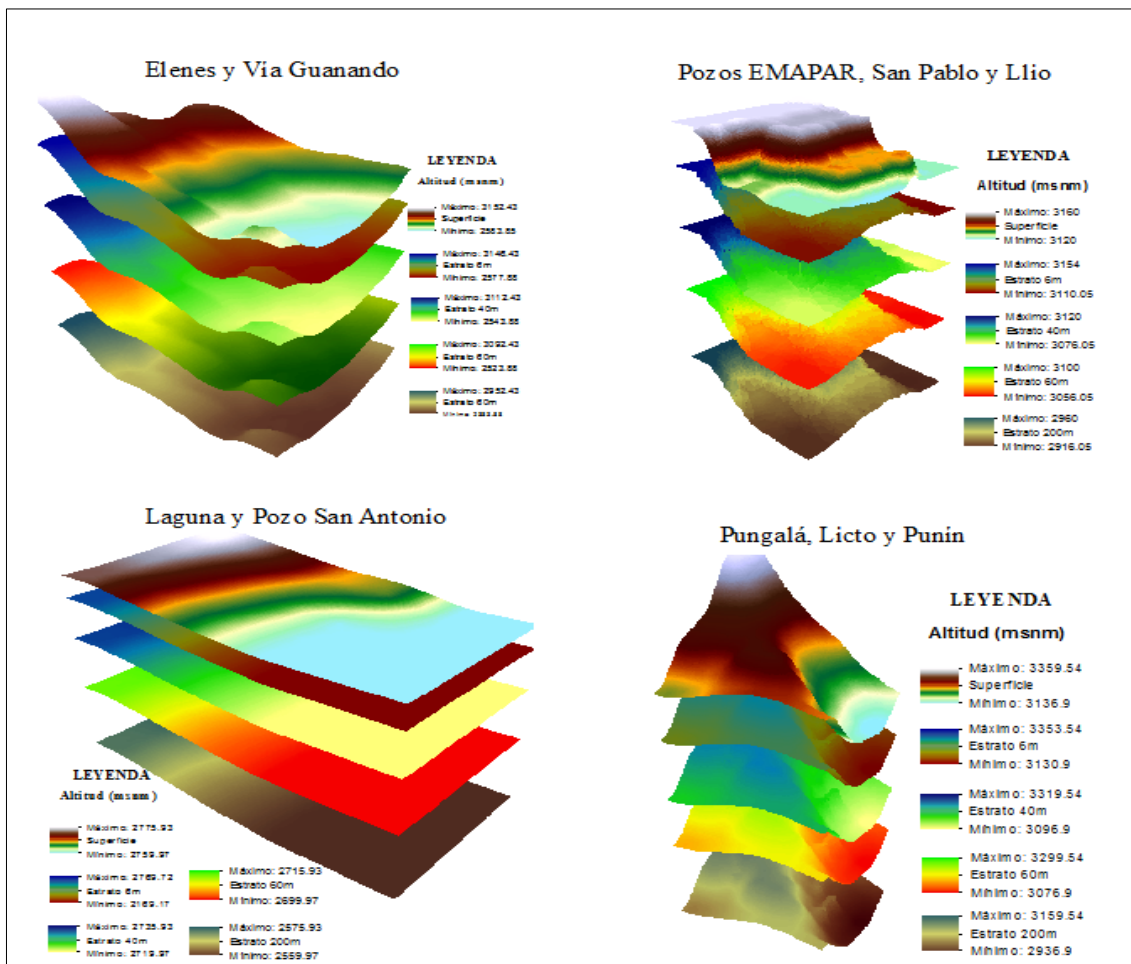 Elenes y Vía Guanando
LEYENDA
Altitud (msnm)
Máximo: 3152.43
Superficie
Mínimo: 2583.88
Máximo: 3146.43
Estrato 6m
Mínimo: 2577.88
Máximo: 3112.43
Estrato 40m
Mínimo: 2543.88
Máximo: 3092.43
Estrato 60m
Mínimo: 2523.88
Máximo: 2952.43
Estrato 60m
Pozos EMAPAR, San Pablo y Llio
LEYENDA
Altitud (msnm)
Máximo: 3160
Superficie
Mínimo: 3120
Máximo: 3154
Estrato 6m
Mínimo: 3110.05
Máximo: 3120
Estrato 40m
Mínimo: 3076.05
Máximo: 3100
Estrato 60m
Mínimo: 3056.05
Máximo: 2960
Estrato 200m
Mínimo: 2916.05
Laguna y Pozo San Antonio
LEYENDA
Altitud (msnm)
Máximo: 2775.93
Superficie
Mínimo: 2759.97
Máximo: 2769.72
Estrato 6m
Mínimo: 2169.17
Máximo: 2735.93
Estrato 40m
Mínimo: 2719.97
Máximo: 2715.93
Estrato 60m
Mínimo: 2699.97
Máximo: 2575.93
Estrato 200m
Mínimo: 2559.97
Pungalá, Licto y Punín
LEYENDA
Altitud (msnm)
Máximo: 3359.54
Superficie
Mínimo: 3136.9
Máximo: 3353.54
Estrato 6m
Mínimo: 3130.9
Máximo: 3319.54
Estrato 40m
Mínimo: 3096.9
Máximo: 3299.54
Estrato 60m
Mínimo: 3076.9
Máximo: 3159.54
Estrato 200m
Mínimo: 2936.9